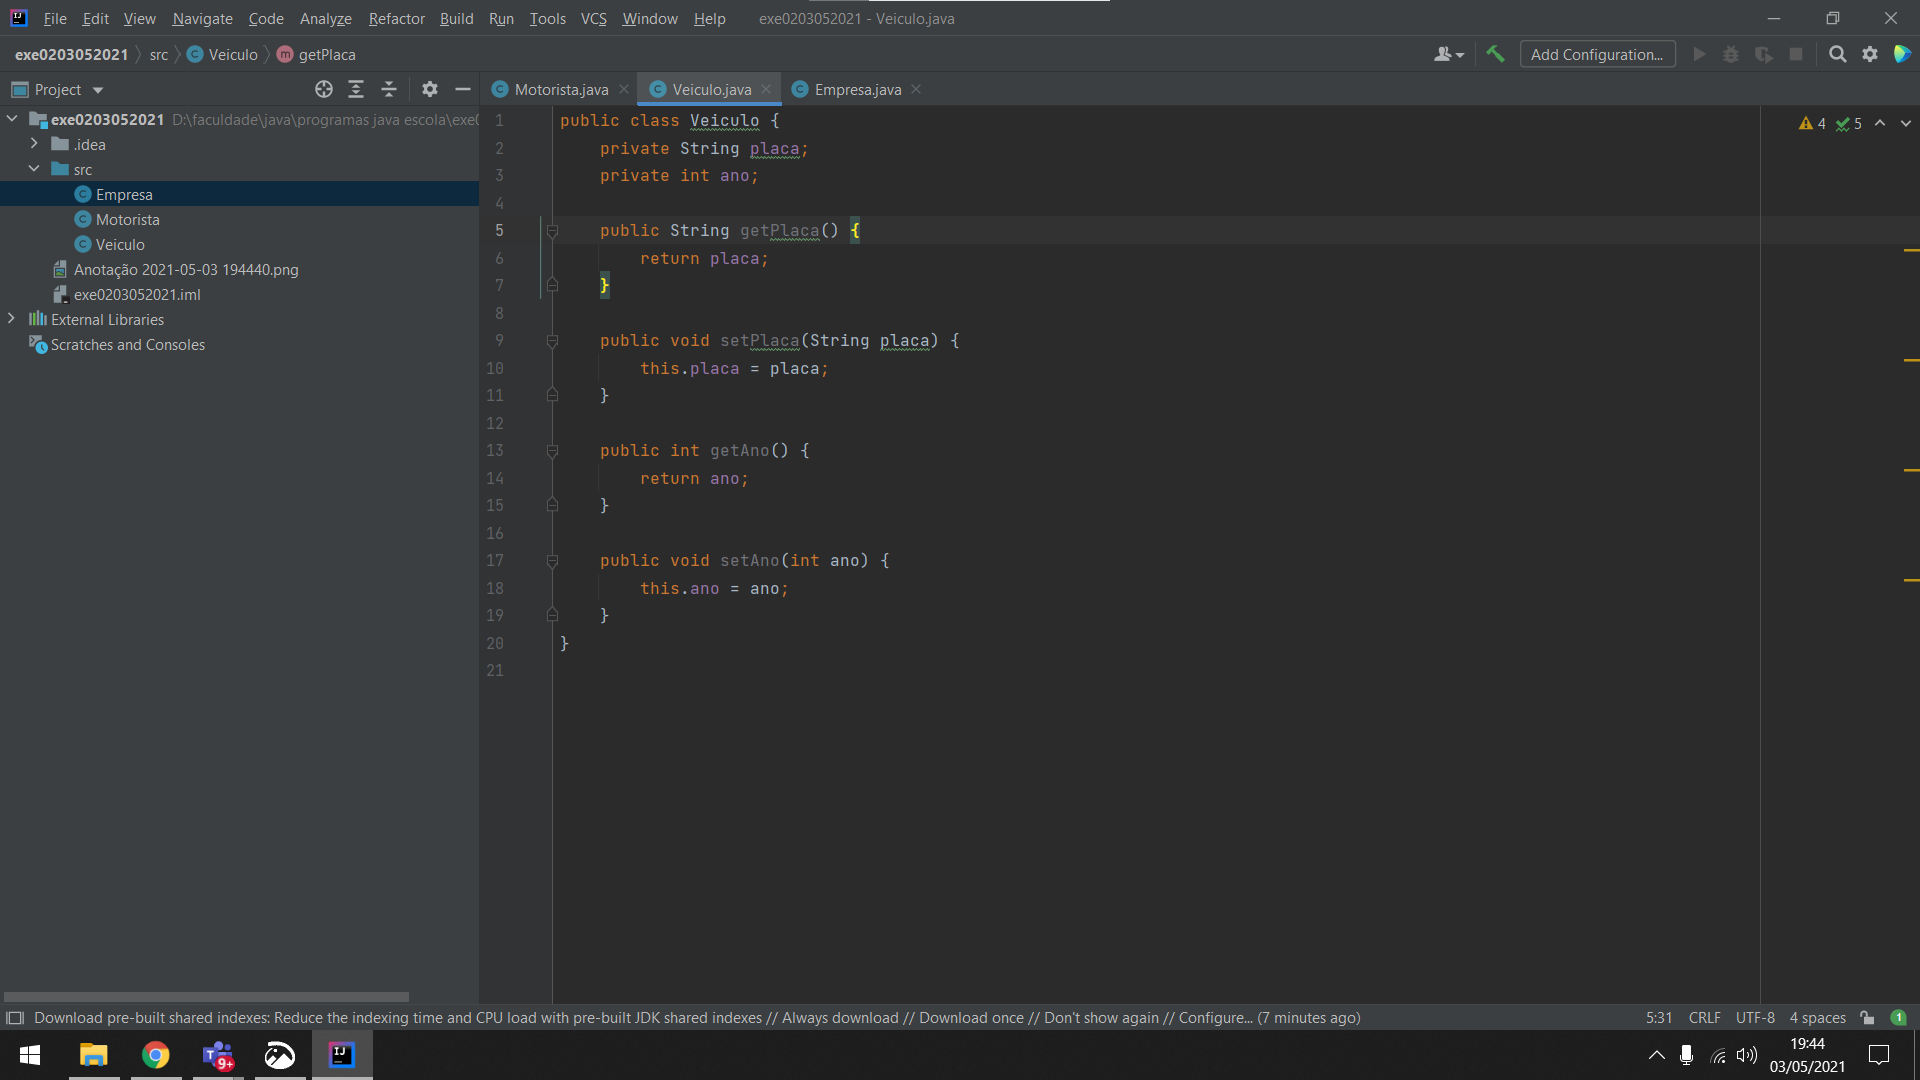 File Edit View Navigate Code Analyze Refactor Build Run Tools VCS Window Help exe0203052021 - Veiculo.java
exe0203052021 src Veiculo getPlaca Add Configuration...
Project
Motorista.java Veiculo.java Empresa.java
exe0203052021 D:\faculdade\java\programas java escola\exe0
.idea
src
Empresa
Motorista
Veiculo
Anotação 2021-05-03 194440.png
exe0203052021.iml
External Libraries
Scratches and Consoles
4 5
1 public class Veiculo {
2 private String placa;
3 private int ano;
4
5 public String getPlaca() {
6 return placa;
7 }
8
9 public void setPlaca(String placa) {
10 this.placa = placa;
11 }
12
13 public int getAno() {
14 return ano;
15 }
16
17 public void setAno(int ano) {
18 this.ano = ano;
19 }
20 }
21
Download pre-built shared indexes: Reduce the indexing time and CPU load with pre-built JDK shared indexes // Always download // Download once // Don't show again // Configure... (7 minutes ago) 5:31 CRLF UTF-8 4 spaces 1
9+
19:44
03/05/2021